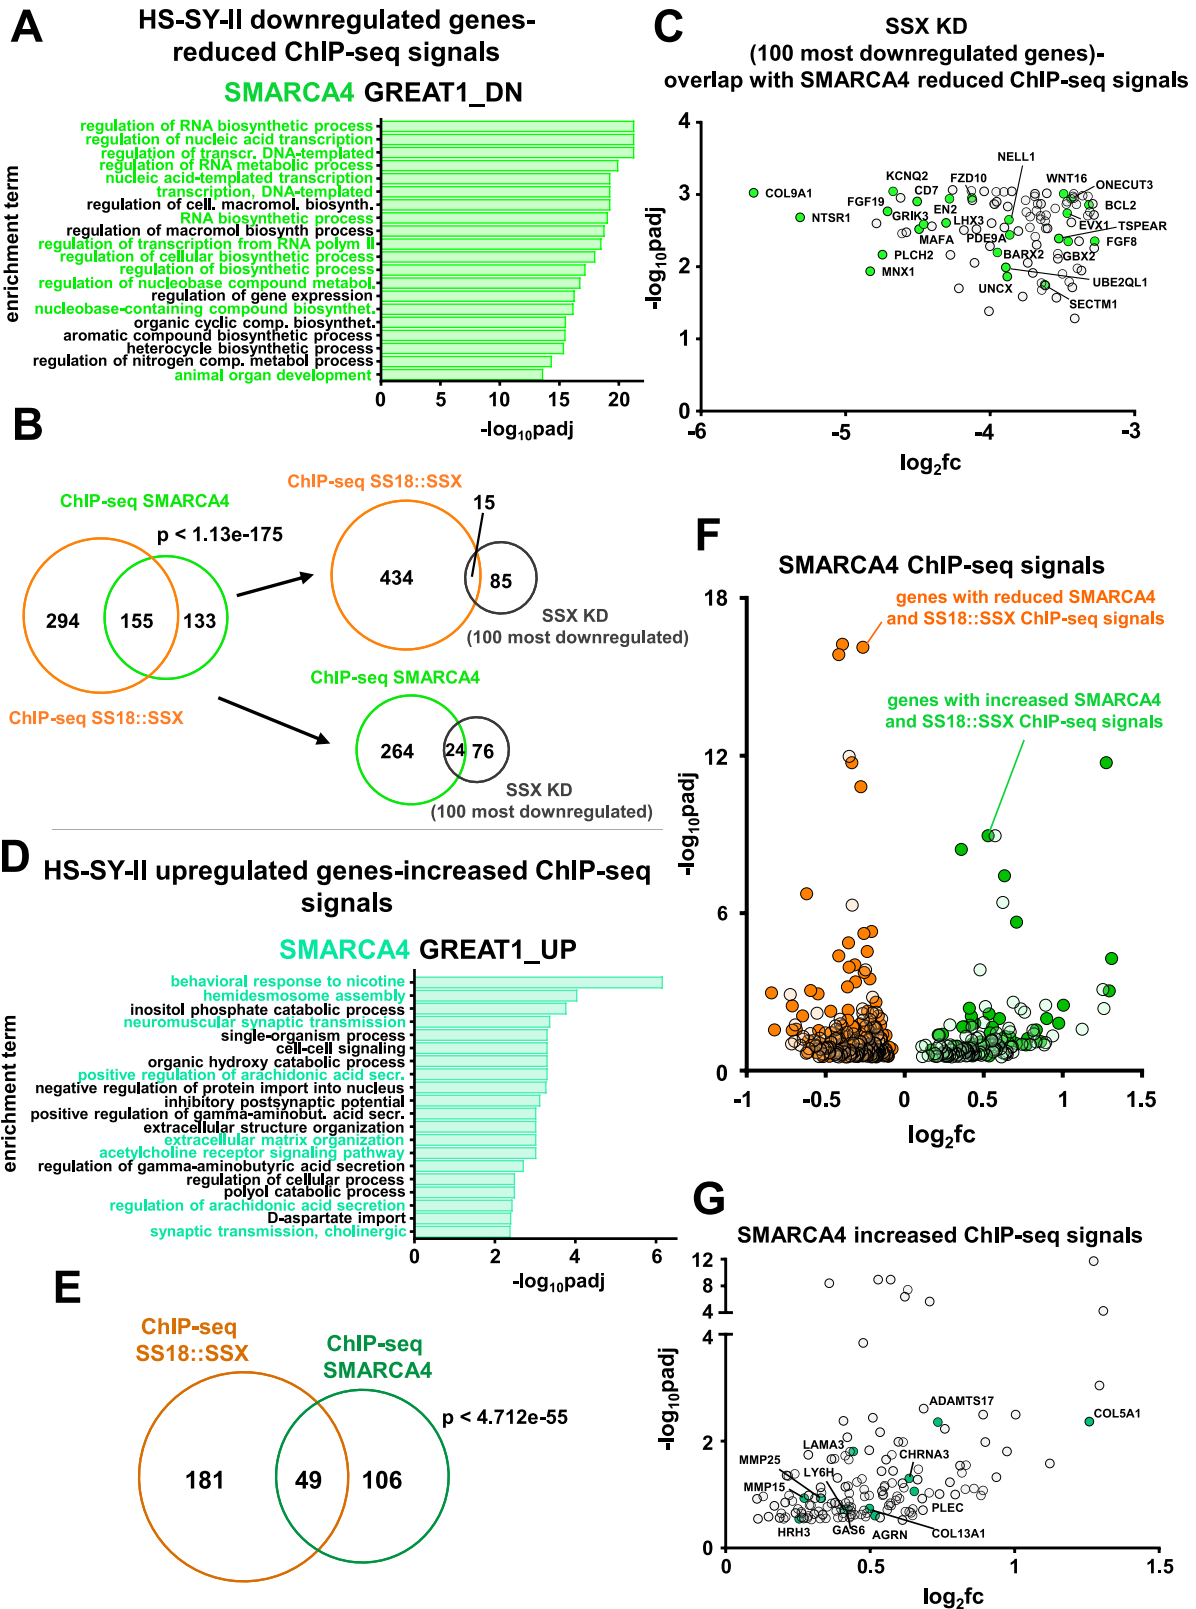 A
HS-SY-II downregulated genes-
reduced ChIP-seq signals
SMARCA4 GREAT1_DN
enrichment term
regulation of RNA biosynthetic process
regulation of nucleic acid transcription
regulation of transcr. DNA-templated
regulation of RNA metabolic process
nucleic acid-templated transcription
transcription, DNA-templated
regulation of cell. macromol. biosynth.
RNA biosynthetic process
regulation of macromol biosynth process
regulation of transcription from RNA polym II
regulation of cellular biosynthetic process
regulation of biosynthetic process
regulation of nucleobase compound metabol.
regulation of gene expression
nucleobase-containing compound biosynthet.
organic cyclic comp. biosynthet.
aromatic compound biosynthetic process
heterocycle biosynthetic process
regulation of nitrogen comp. metabol process
animal organ development
0 5 10 15 20
-log10padj
B
ChIP-seq SMARCA4
p < 1.13e-175
294 155 133
ChIP-seq SS18::SSX
ChIP-seq SS18::SSX
15
434 85
SSX KD
(100 most downregulated)
ChIP-seq SMARCA4
264 24 76
SSX KD
(100 most downregulated)
C
SSX KD
(100 most downregulated genes)-
overlap with SMARCA4 reduced ChIP-seq signals
-log10padj
4
3
2
1
0
-6 -5 -4 -3
log2fc
COL9A1
NTSR1
KCNQ2
CD7
FZD10
NELL1
WNT16
ONECUT3
BCL2
FGF19
GRIK3
EN2
LHX3
EVX1
TSPEAR
MAFA
PDE9A
BARX2
GBX2
FGF8
PLCH2
MNX1
UNCX
UBE2QL1
SECTM1
D
HS-SY-II upregulated genes-increased ChIP-seq
signals
SMARCA4 GREAT1_UP
enrichment term
behavioral response to nicotine
hemidesmosome assembly
inositol phosphate catabolic process
neuromuscular synaptic transmission
single-organism process
cell-cell signaling
organic hydroxy catabolic process
positive regulation of arachidonic acid secr.
negative regulation of protein import into nucleus
inhibitory postsynaptic potential
positive regulation of gamma-aminobut. acid secr.
extracellular structure organization
extracellular matrix organization
acetylcholine receptor signaling pathway
regulation of gamma-aminobutyric acid secretion
regulation of cellular process
polyol catabolic process
regulation of arachidonic acid secretion
D-aspartate import
synaptic transmission, cholinergic
0 2 4 6
-log10padj
E
ChIP-seq
SS18::SSX
ChIP-seq
SMARCA4
p < 4.712e-55
181 49 106
F
SMARCA4 ChIP-seq signals
genes with reduced SMARCA4
and SS18::SSX ChIP-seq signals
genes with increased SMARCA4
and SS18::SSX ChIP-seq signals
-log10padj
18
12
6
0
-1 -0.5 0 0.5 1 1.5
log2fc
G
SMARCA4 increased ChIP-seq signals
-log10padj
12
8
4
4
2
0
0 0.5 1 1.5
log2fc
ADAMTS17
COL5A1
LAMA3
CHRNA3
MMP25
LY6H
MMP15
PLEC
HRH3
GAS6
AGRN
COL13A1